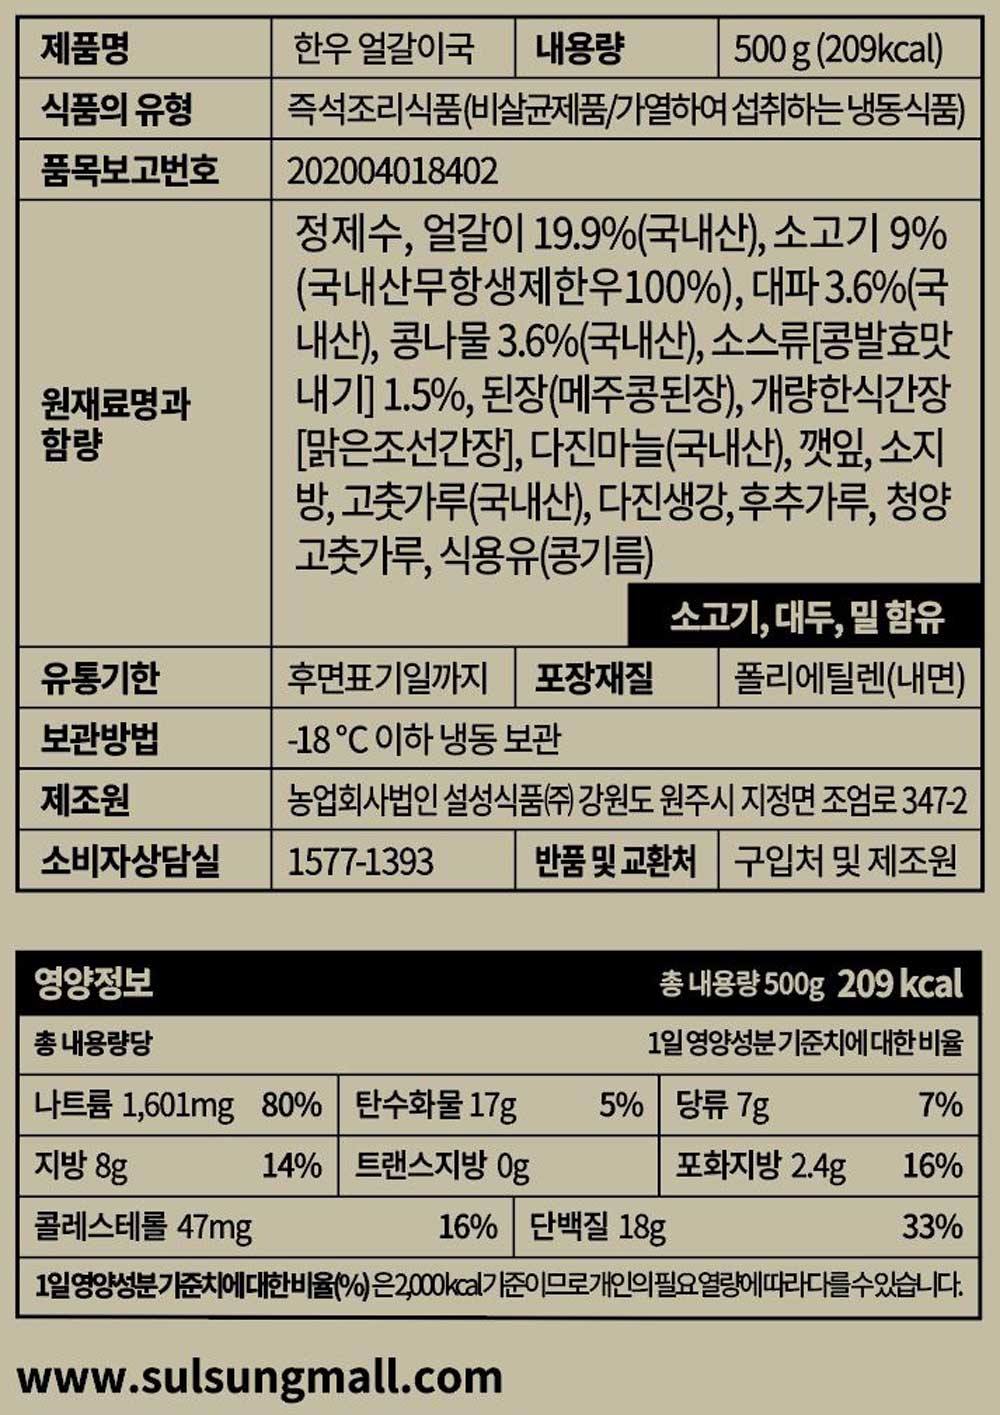 제품명 한우 얼갈이국 내용량 500 g (209kcal)
식품의 유형 즉석조리식품(비살균제품/가열하여 섭취하는 냉동식품)
품목보고번호 202004018402
원재료명과
함량
정제수, 얼갈이 19.9%(국내산), 소고기 9%
(국내산무항생제한우100%), 대파 3.6%(국
내산), 콩나물 3.6%(국내산), 소스류[콩발효맛
내기] 1.5%, 된장(메주콩된장), 개량한식간장
[맑은조선간장], 다진마늘(국내산), 깻잎, 소지
방, 고춧가루(국내산), 다진생강, 후추가루, 청양
고춧가루, 식용유(콩기름)
소고기, 대두, 밀 함유
유통기한 후면표기일까지 포장재질 폴리에틸렌(내면)
보관방법 -18 °C 이하 냉동 보관
제조원 농업회사법인 설성식품㈜ 강원도 원주시 지정면 조엄로 347-2
소비자상담실 1577-1393 반품 및 교환처 구입처 및 제조원
영양정보 총 내용량 500g 209 kcal
총 내용량당 1일 영양성분 기준치에 대한 비율
나트륨 1,601mg 80% 탄수화물 17g 5% 당류 7g 7%
지방 8g 14% 트랜스지방 0g 포화지방 2.4g 16%
콜레스테롤 47mg 16% 단백질 18g 33%
1일 영양성분 기준치에 대한 비율(%)은 2,000kcal 기준이므로 개인의 필요 열량에 따라 다를 수 있습니다.
www.sulsungmall.com